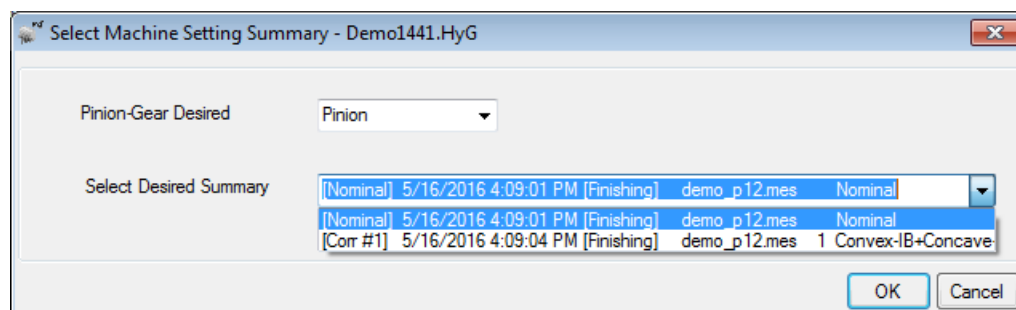 Select Machine Setting Summary - Demo1441.HyG
Pinion-Gear Desired Pinion
Select Desired Summary [Nominal] 5/16/2016 4:09:01 PM [Finishing] demo_p12.mes Nominal
[Nominal] 5/16/2016 4:09:01 PM [Finishing] demo_p12.mes Nominal
[Corr #1] 5/16/2016 4:09:04 PM [Finishing] demo_p12.mes 1 Convex-IB+Concave-
OK Cancel